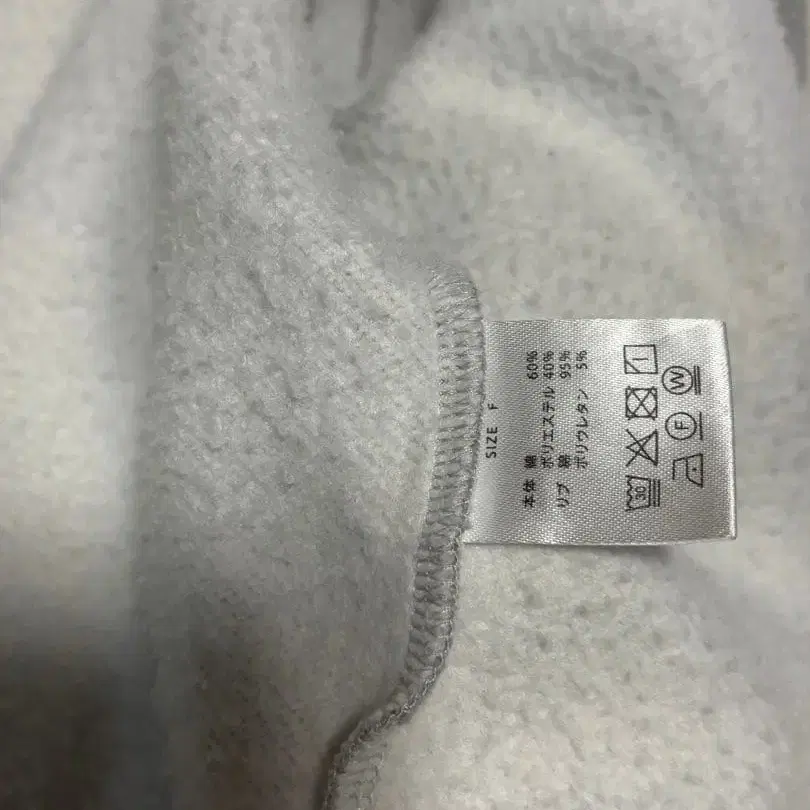 SIZE F
本体 綿 60%
ポリエステル 40%
リブ 綿 95%
ポリウレタン 5%
30
F W